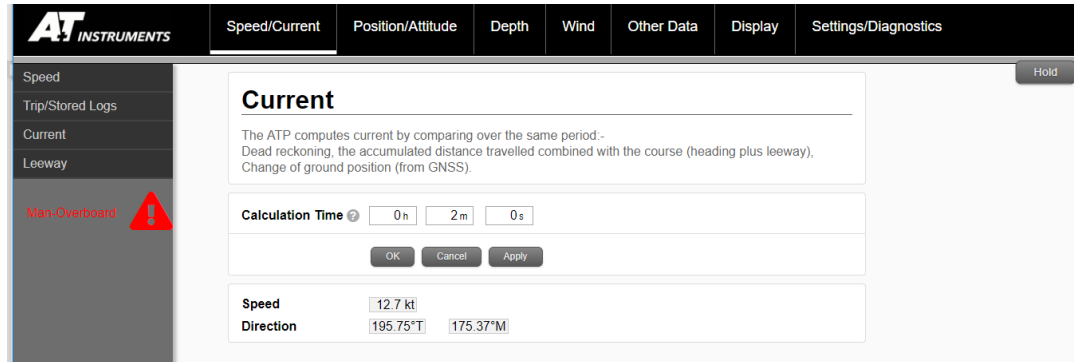 AT INSTRUMENTS
Speed/Current Position/Attitude Depth Wind Other Data Display Settings/Diagnostics
Hold
Speed
Trip/Stored Logs
Current
Leeway
Man-Overboard
!
Current
The ATP computes current by comparing over the same period:-
Dead reckoning, the accumulated distance travelled combined with the course (heading plus leeway),
Change of ground position (from GNSS).
Calculation Time ? 0 h 2 m 0 s
OK Cancel Apply
Speed 12.7 kt
Direction 195.75°T 175.37°M